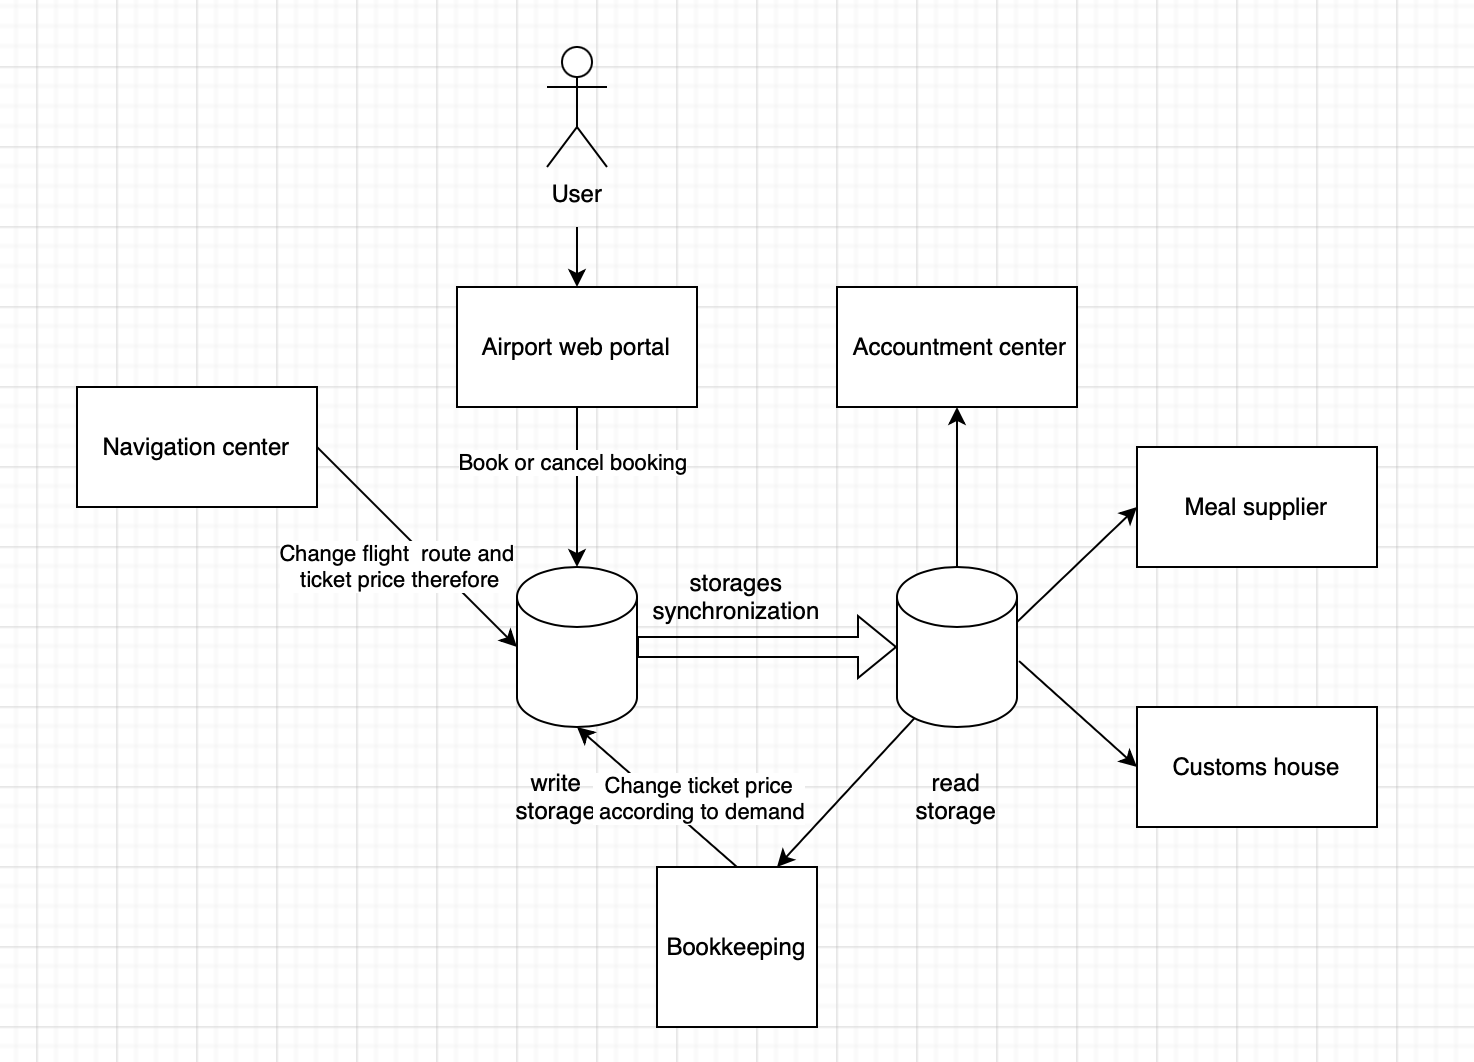 User
Airport web portal
Accountment center
Navigation center
Book or cancel booking
Meal supplier
Change flight  route and
ticket price therefore
storages
synchronization
write
storage
Change ticket price
according to demand
read
storage
Customs house
Bookkeeping